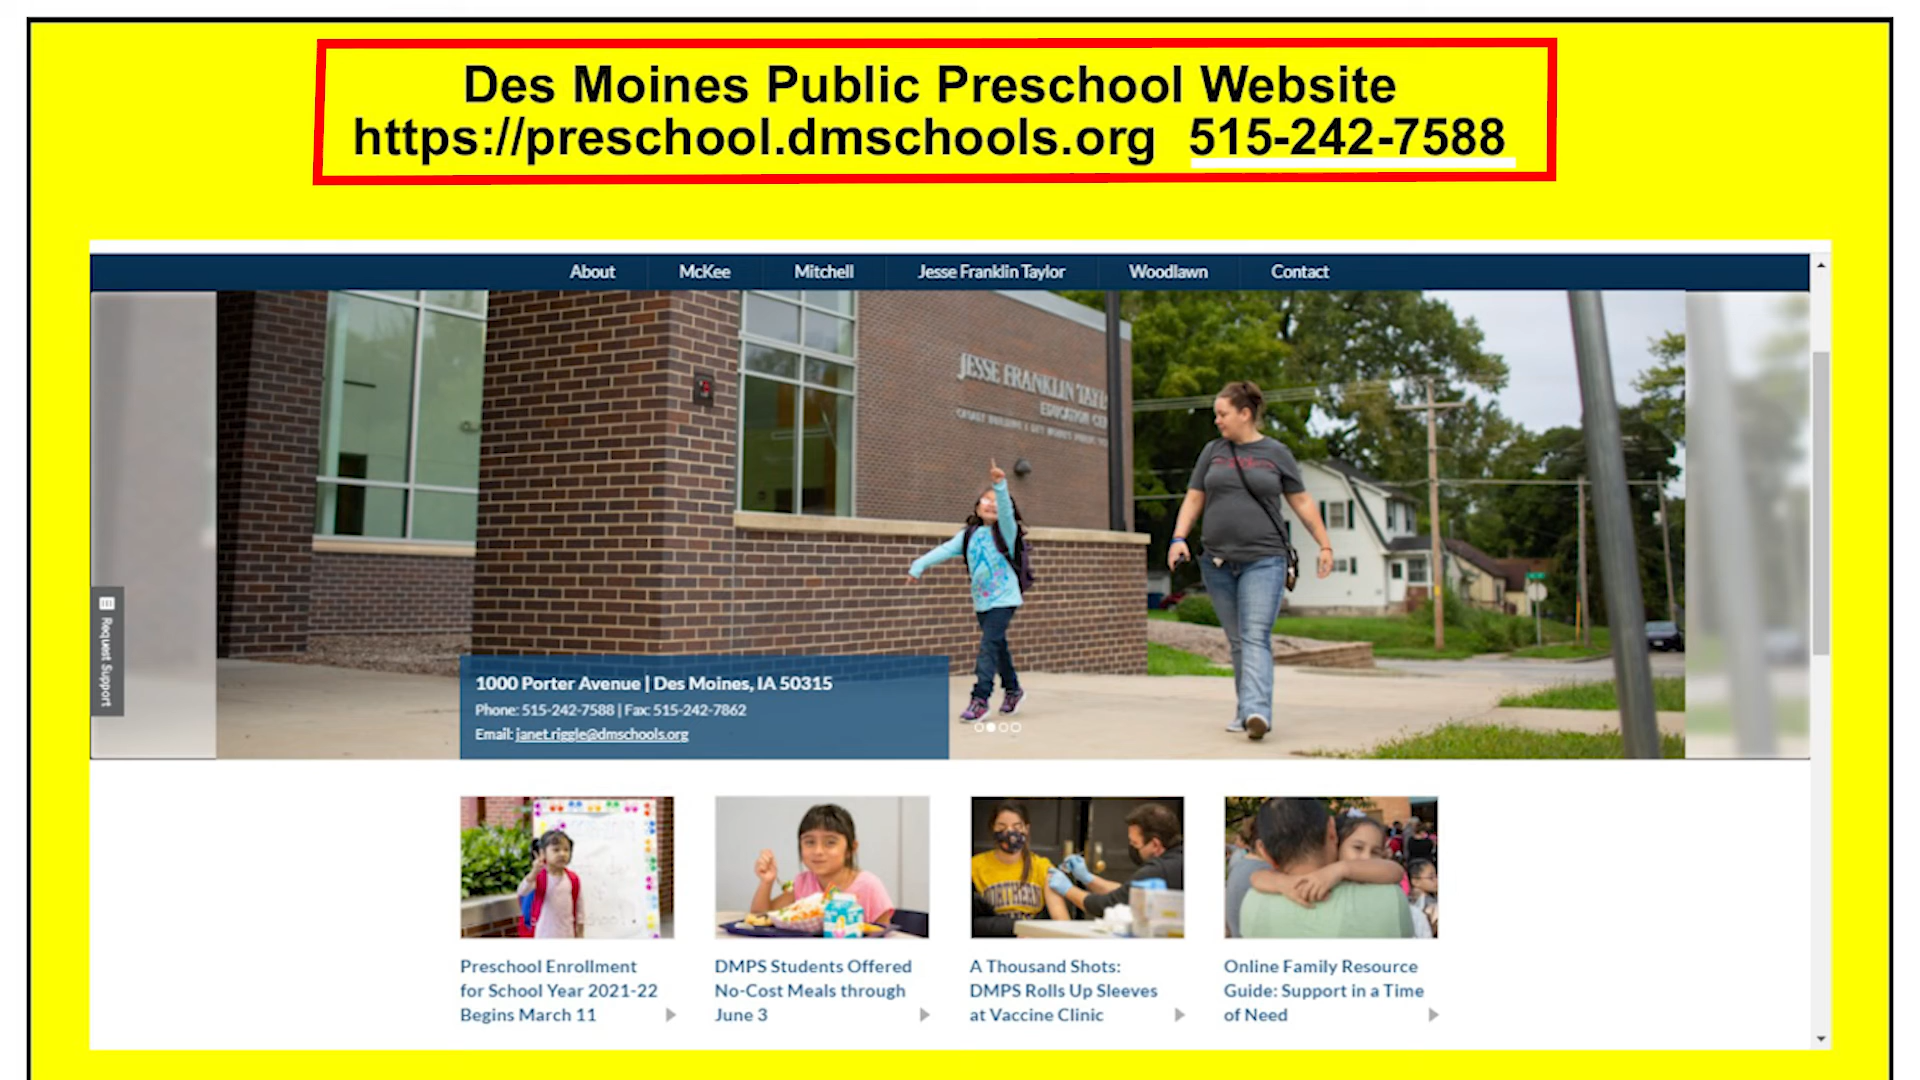 Des Moines Public Preschool Website
https://preschool.dmschools.org 515-242-7588
About McKee Mitchell Jesse Franklin Taylor Woodlawn Contact
JESSE FRANKLIN
Request Support
1000 Porter Avenue | Des Moines, IA 50315
Phone: 515-242-7588 | Fax: 515-242-7862
Email: janet.riggle@dmschools.org
NORTHERN
Preschool Enrollment
for School Year 2021-22
Begins March 11
DMPS Students Offered
No-Cost Meals through
June 3
A Thousand Shots:
DMPS Rolls Up Sleeves
at Vaccine Clinic
Online Family Resource
Guide: Support in a Time
of Need